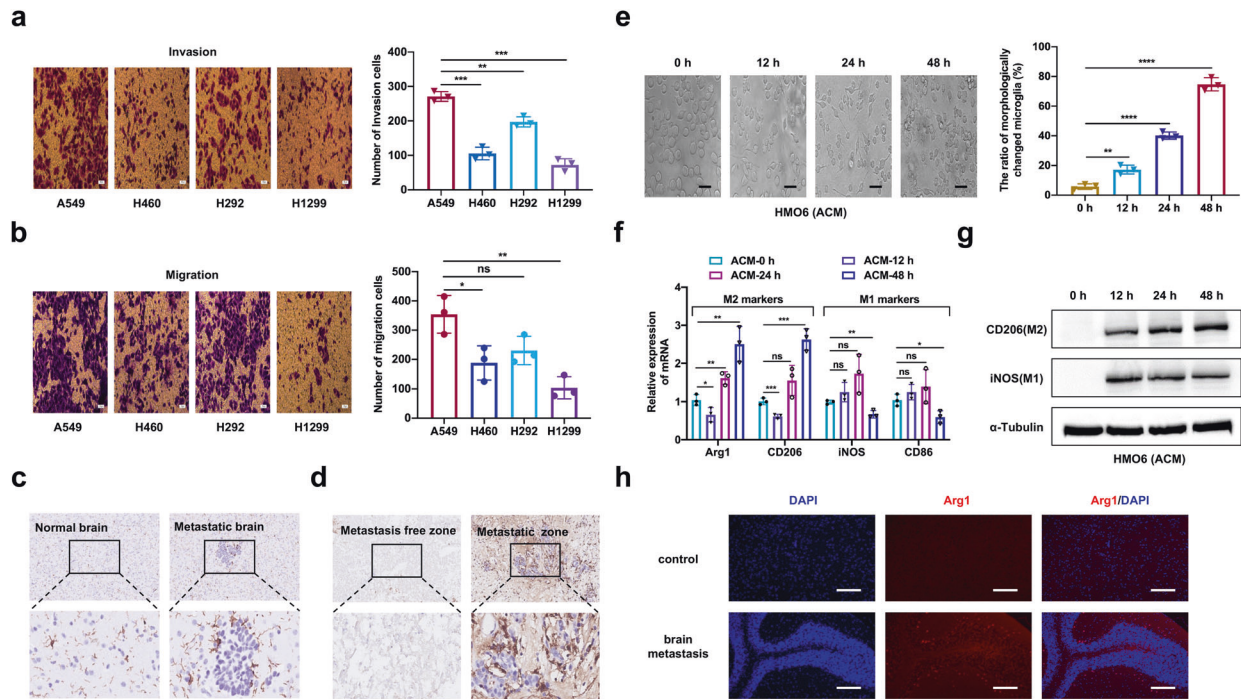 a
Invasion
A549 H460 H292 H1299
Number of Invasion cells
400
300
200
100
0
***
**
***
A549 H460 H292 H1299
b
Migration
A549 H460 H292 H1299
Number of migration cells
500
400
300
200
100
0
**
ns
*
A549 H460 H292 H1299
c
Normal brain
Metastatic brain
d
Metastasis free zone
Metastatic zone
e
0 h 12 h 24 h 48 h
HMO6 (ACM)
The ratio of morphologically
changed microglia (%)
100
80
60
40
20
0
****
****
**
0 h 12 h 24 h 48 h
f
ACM-0 h ACM-12 h
ACM-24 h ACM-48 h
M2 markers M1 markers
Relative expression
of mRNA
4
3
2
1
0
** *** ** *
** ns ns ns
* *** ns ns
Arg1 CD206 iNOS CD86
g
0 h 12 h 24 h 48 h
CD206(M2)
iNOS(M1)
α-Tubulin
HMO6 (ACM)
h
DAPI Arg1 Arg1/DAPI
control
brain
metastasis